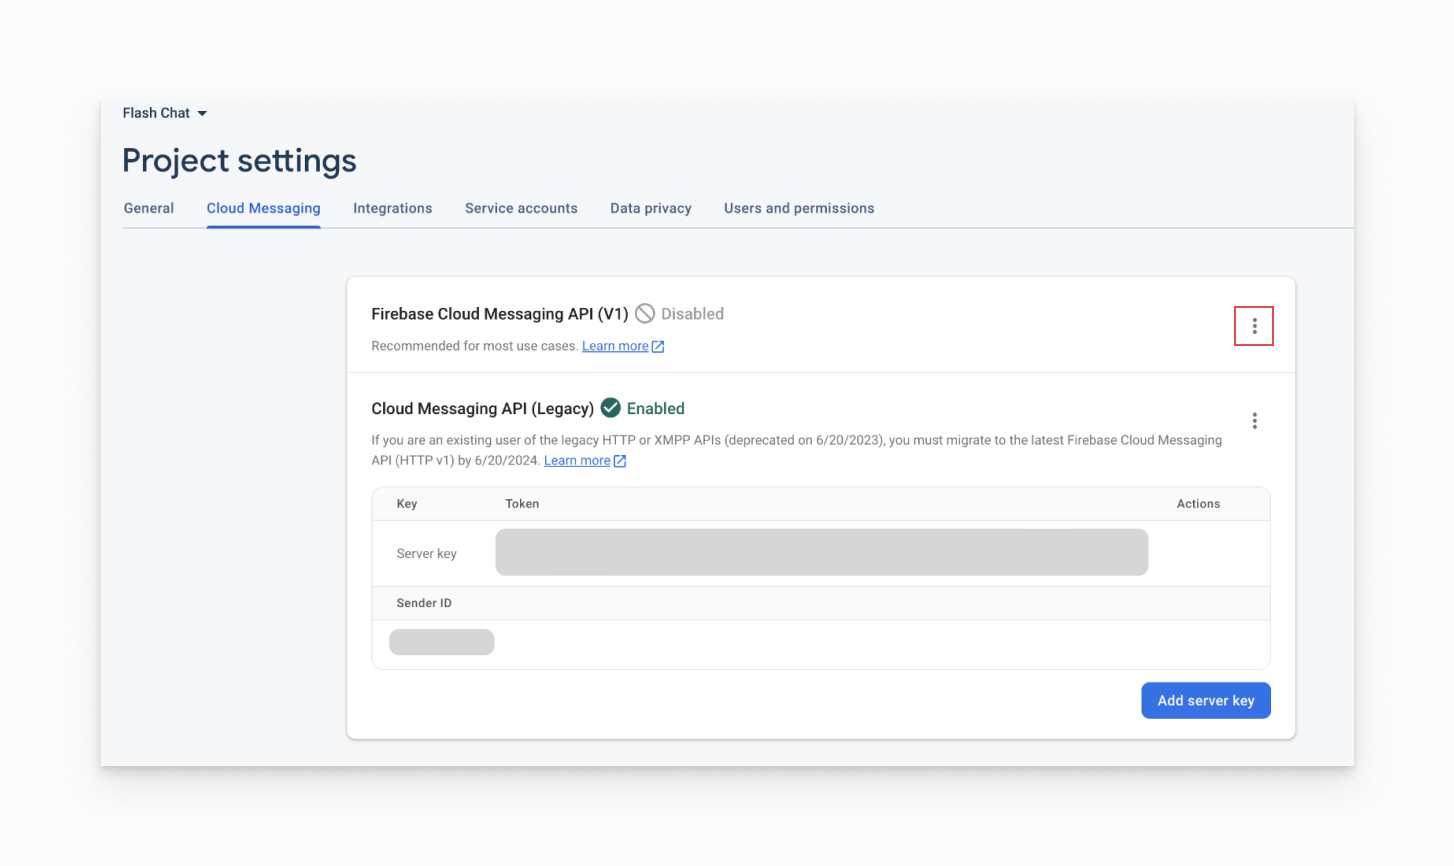 Flash Chat
Project settings
General Cloud Messaging Integrations Service accounts Data privacy Users and permissions
Firebase Cloud Messaging API (V1) Disabled
Recommended for most use cases. Learn more
Cloud Messaging API (Legacy) Enabled
If you are an existing user of the legacy HTTP or XMPP APIs (deprecated on 6/20/2023), you must migrate to the latest Firebase Cloud Messaging
API (HTTP v1) by 6/20/2024. Learn more
Key Token Actions
Server key
Sender ID
Add server key